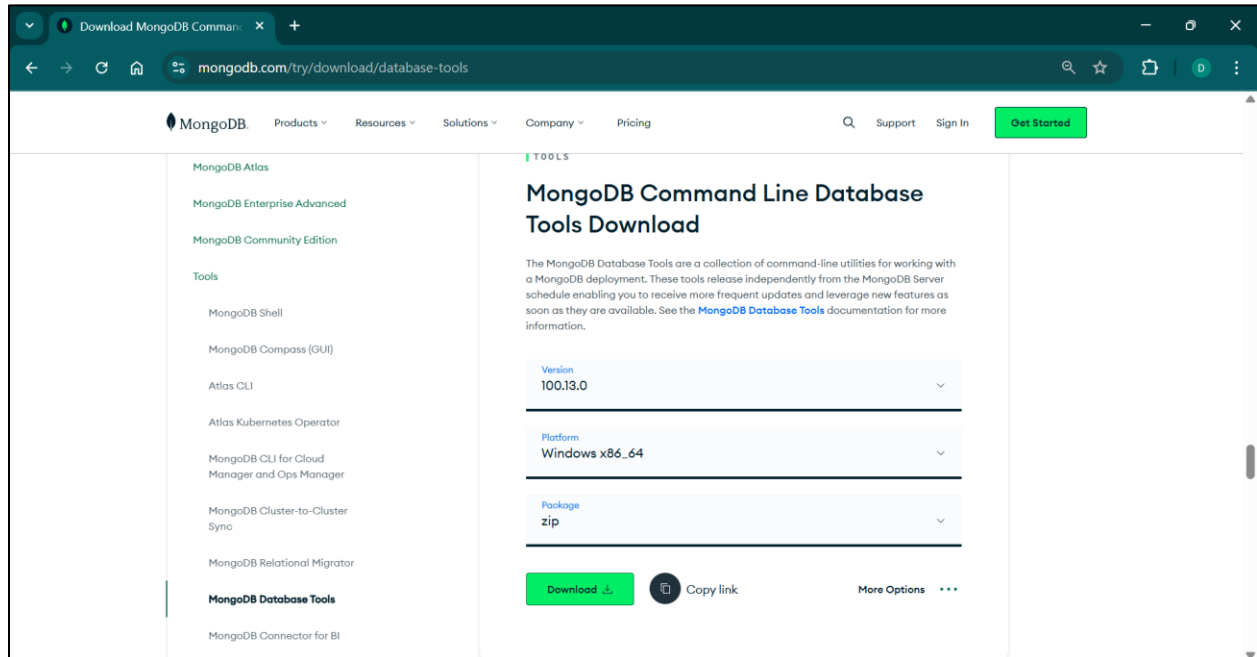 Download MongoDB Comman
mongodb.com/try/download/database-tools
D
MongoDB. Products Resources Solutions Company Pricing Support Sign In Get Started
MongoDB Atlas
MongoDB Enterprise Advanced
MongoDB Community Edition
Tools
MongoDB Shell
MongoDB Compass (GUI)
Atlas CLI
Atlas Kubernetes Operator
MongoDB CLI for Cloud
Manager and Ops Manager
MongoDB Cluster-to-Cluster
Sync
MongoDB Relational Migrator
MongoDB Database Tools
MongoDB Connector for BI
TOOLS
MongoDB Command Line Database
Tools Download
The MongoDB Database Tools are a collection of command-line utilities for working with
a MongoDB deployment. These tools release independently from the MongoDB Server
schedule enabling you to receive more frequent updates and leverage new features as
soon as they are available. See the MongoDB Database Tools documentation for more
information.
Version
100.13.0
Platform
Windows x86_64
Package
zip
Download Copy link More Options